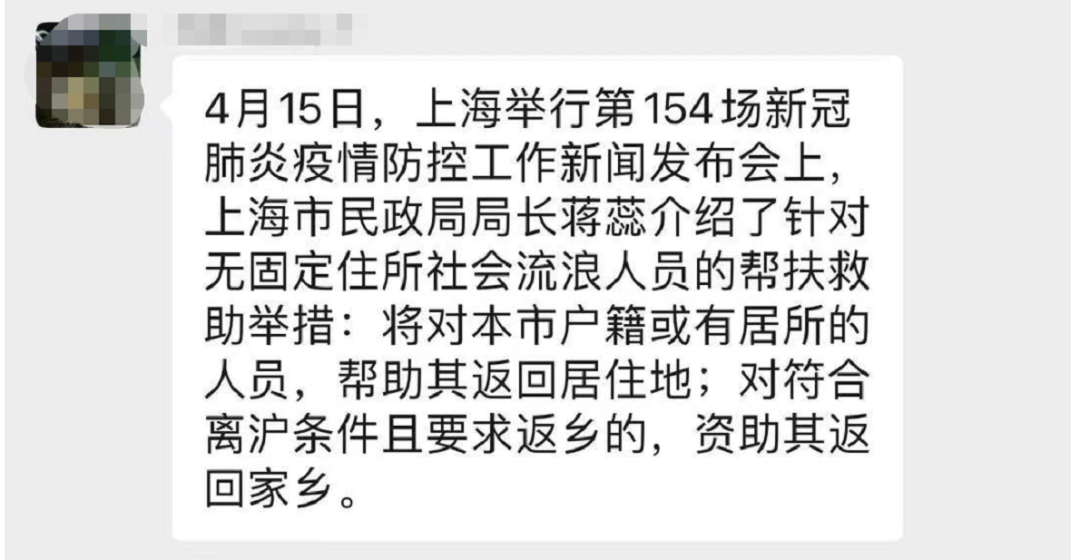 4月15日，上海举行第154场新冠
肺炎疫情防控工作新闻发布会上，
上海市民政局局长蒋蕊介绍了针对
无固定住所社会流浪人员的帮扶救
助举措：将对本市户籍或有居所的
人员，帮助其返回居住地；对符合
离沪条件且要求返乡的，资助其返
回家乡。